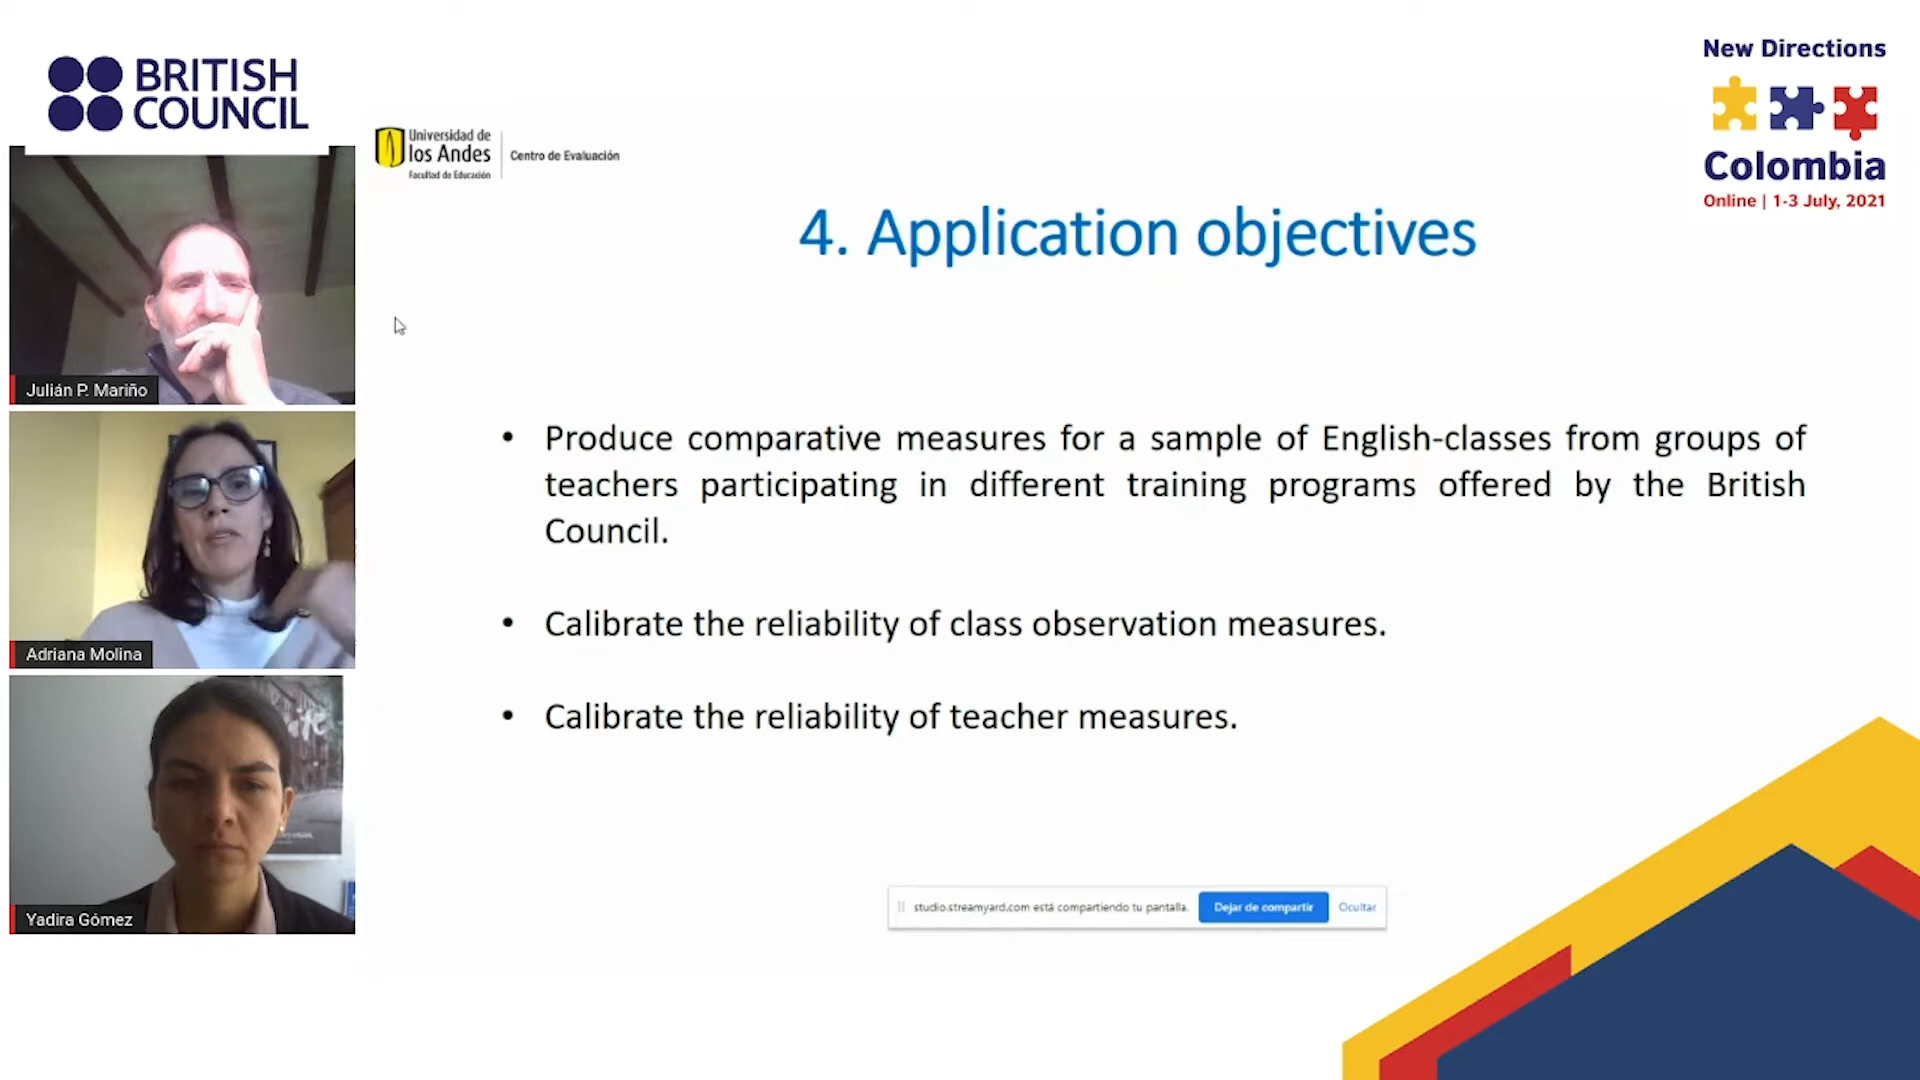 BRITISH
COUNCIL
New Directions
Colombia
Online | 1-3 July, 2021
Universidad de
los Andes
Facultad de Educación
Centro de Evaluación
4. Application objectives
• Produce comparative measures for a sample of English-classes from groups of
teachers participating in different training programs offered by the British
Council.
• Calibrate the reliability of class observation measures.
• Calibrate the reliability of teacher measures.
Julián P. Mariño
Adriana Molina
Yadira Gómez
studio.streamyard.com está compartiendo tu pantalla.
Dejar de compartir
Ocultar